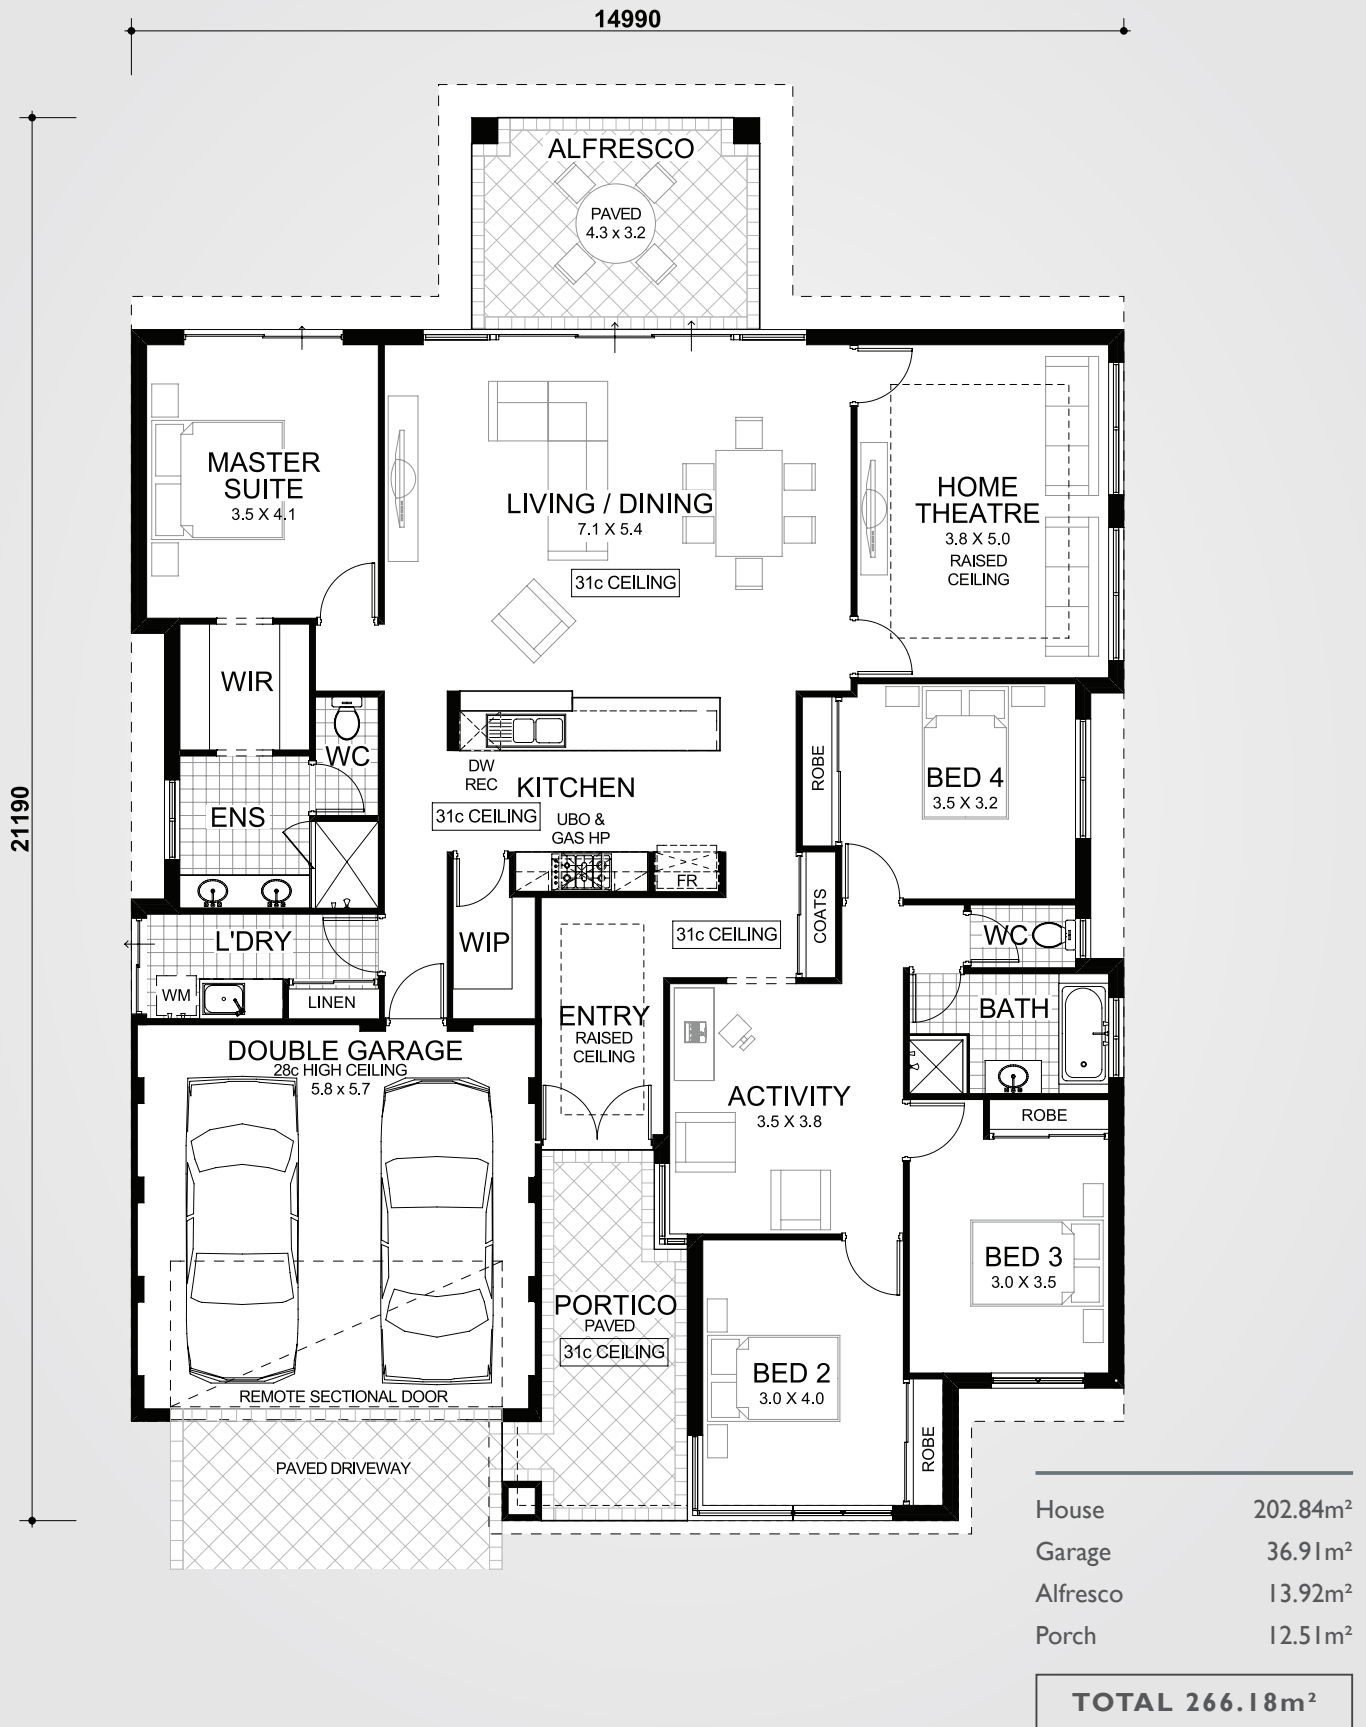 14990
21190
ALFRESCO
PAVED
4.3 x 3.2
MASTER
SUITE
3.5 X 4.1
LIVING / DINING
7.1 X 5.4
31c CEILING
HOME
THEATRE
3.8 X 5.0
RAISED
CEILING
WIR
WC
ENS
DW
REC
KITCHEN
31c CEILING
UBO &
GAS HP
FR
ROBE
BED 4
3.5 X 3.2
COATS
31c CEILING
WC
L'DRY
WM
LINEN
WIP
ENTRY
RAISED
CEILING
BATH
DOUBLE GARAGE
28c HIGH CEILING
5.8 x 5.7
ACTIVITY
3.5 X 3.8
ROBE
BED 3
3.0 X 3.5
PORTICO
PAVED
31c CEILING
BED 2
3.0 X 4.0
ROBE
REMOTE SECTIONAL DOOR
PAVED DRIVEWAY
House 202.84m²
Garage 36.91m²
Alfresco 13.92m²
Porch 12.51m²
TOTAL 266.18m²